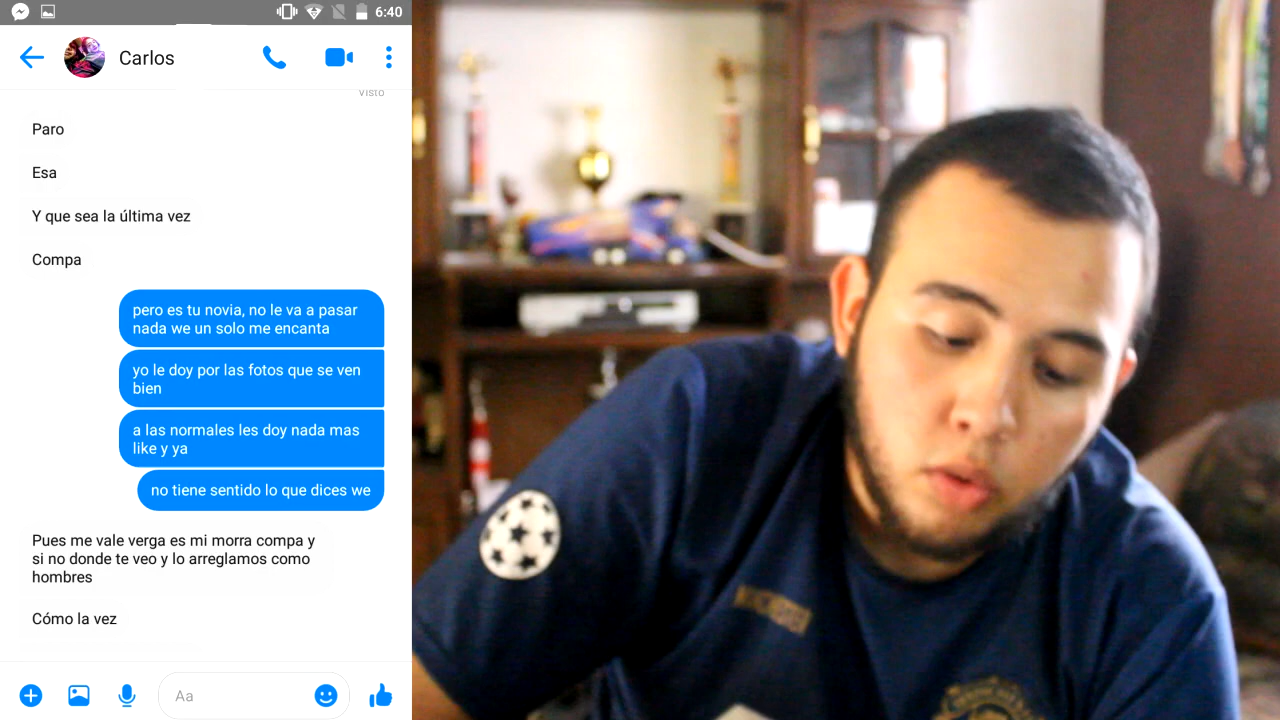 6:40
Carlos
Visto
Paro
Esa
Y que sea la última vez
Compa
pero es tu novia, no le va a pasar
nada we un solo me encanta
yo le doy por las fotos que se ven
bien
a las normales les doy nada mas
like y ya
no tiene sentido lo que dices we
Pues me vale verga es mi morra compa y
si no donde te veo y lo arreglamos como
hombres
Cómo la vez
Aa